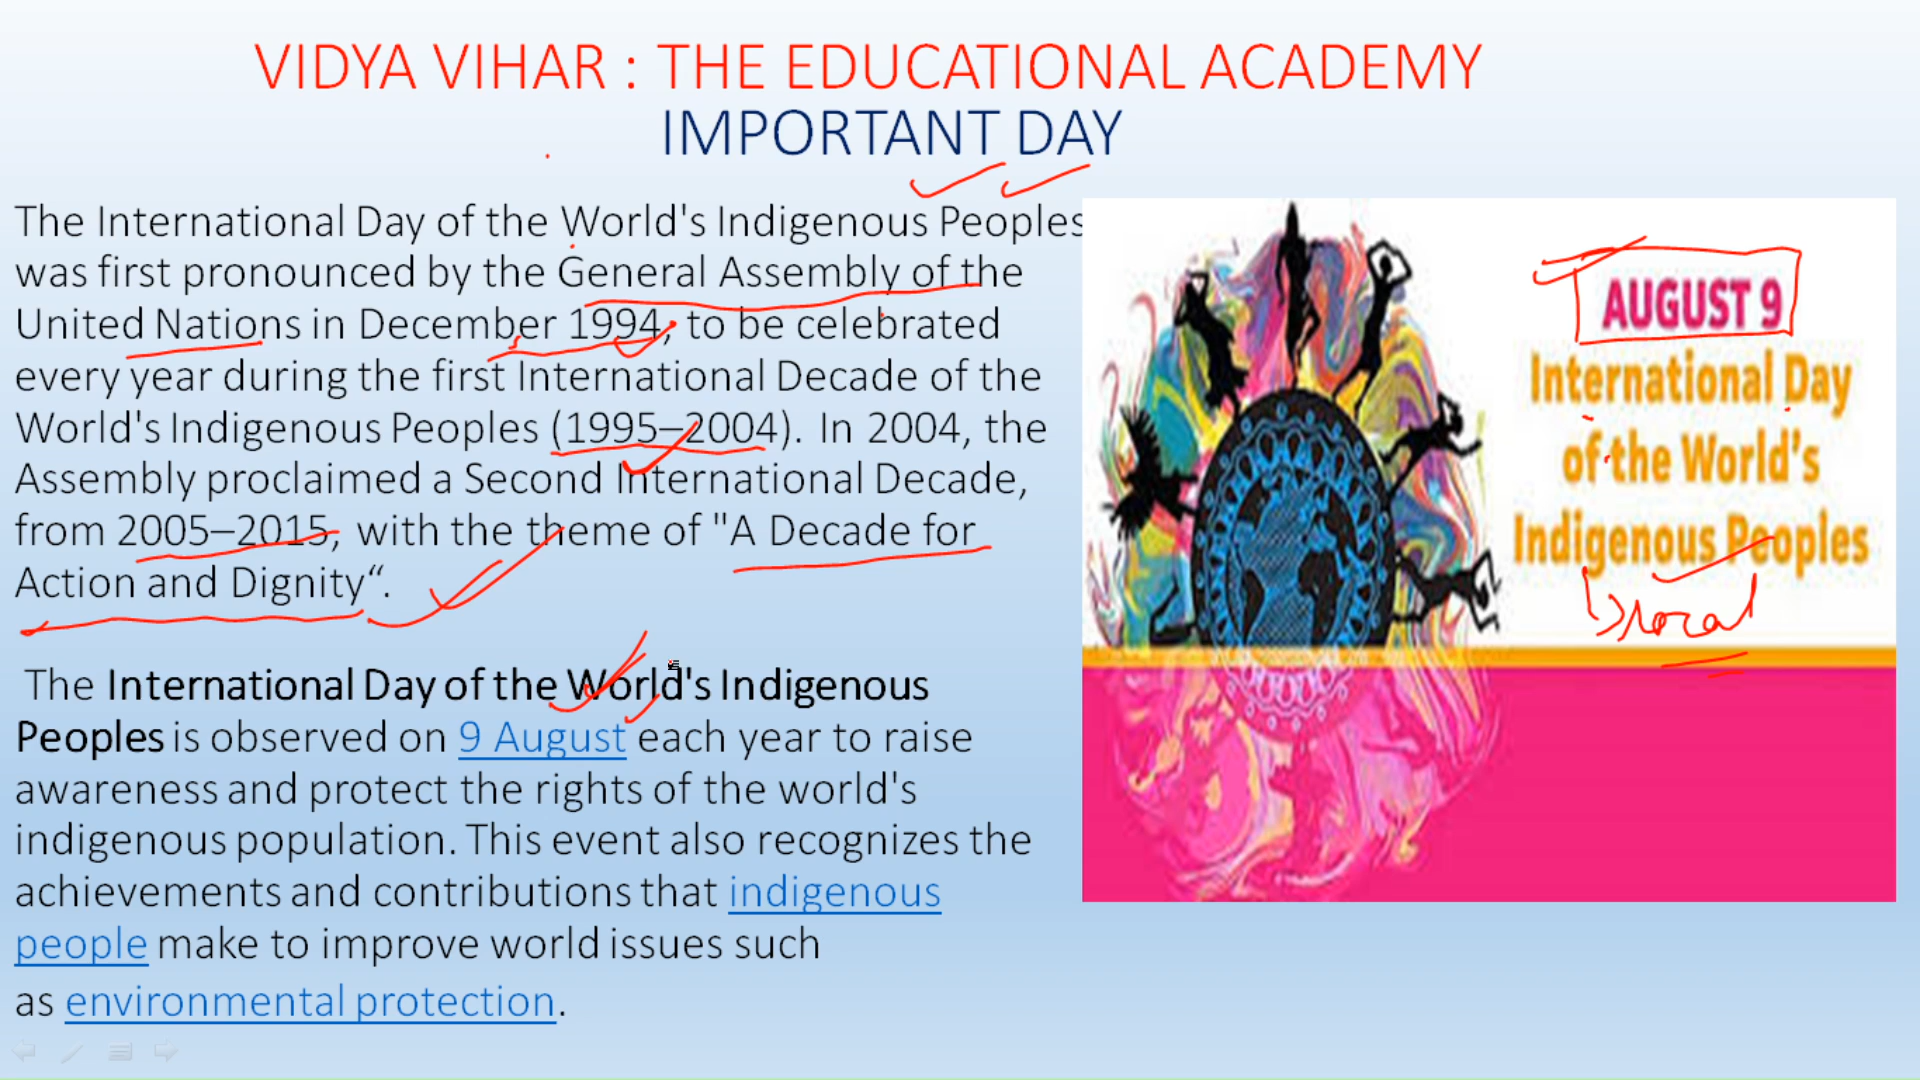 VIDYA VIHAR : THE EDUCATIONAL ACADEMY
IMPORTANT DAY
The International Day of the World's Indigenous Peoples
was first pronounced by the General Assembly of the
United Nations in December 1994, to be celebrated
every year during the first International Decade of the
World's Indigenous Peoples (1995–2004). In 2004, the
Assembly proclaimed a Second International Decade,
from 2005–2015, with the theme of "A Decade for
Action and Dignity“.
The International Day of the World's Indigenous
Peoples is observed on 9 August each year to raise
awareness and protect the rights of the world's
indigenous population. This event also recognizes the
achievements and contributions that indigenous
people make to improve world issues such
as environmental protection.
AUGUST 9
International Day
of the World's
Indigenous Peoples